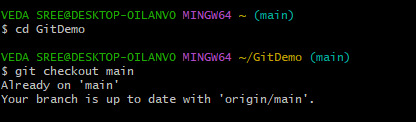 VEDA SREE@DESKTOP-OILANVO MINGW64 ~ (main)
$ cd GitDemo
VEDA SREE@DESKTOP-OILANVO MINGW64 ~/GitDemo (main)
$ git checkout main
Already on 'main'
Your branch is up to date with 'origin/main'.